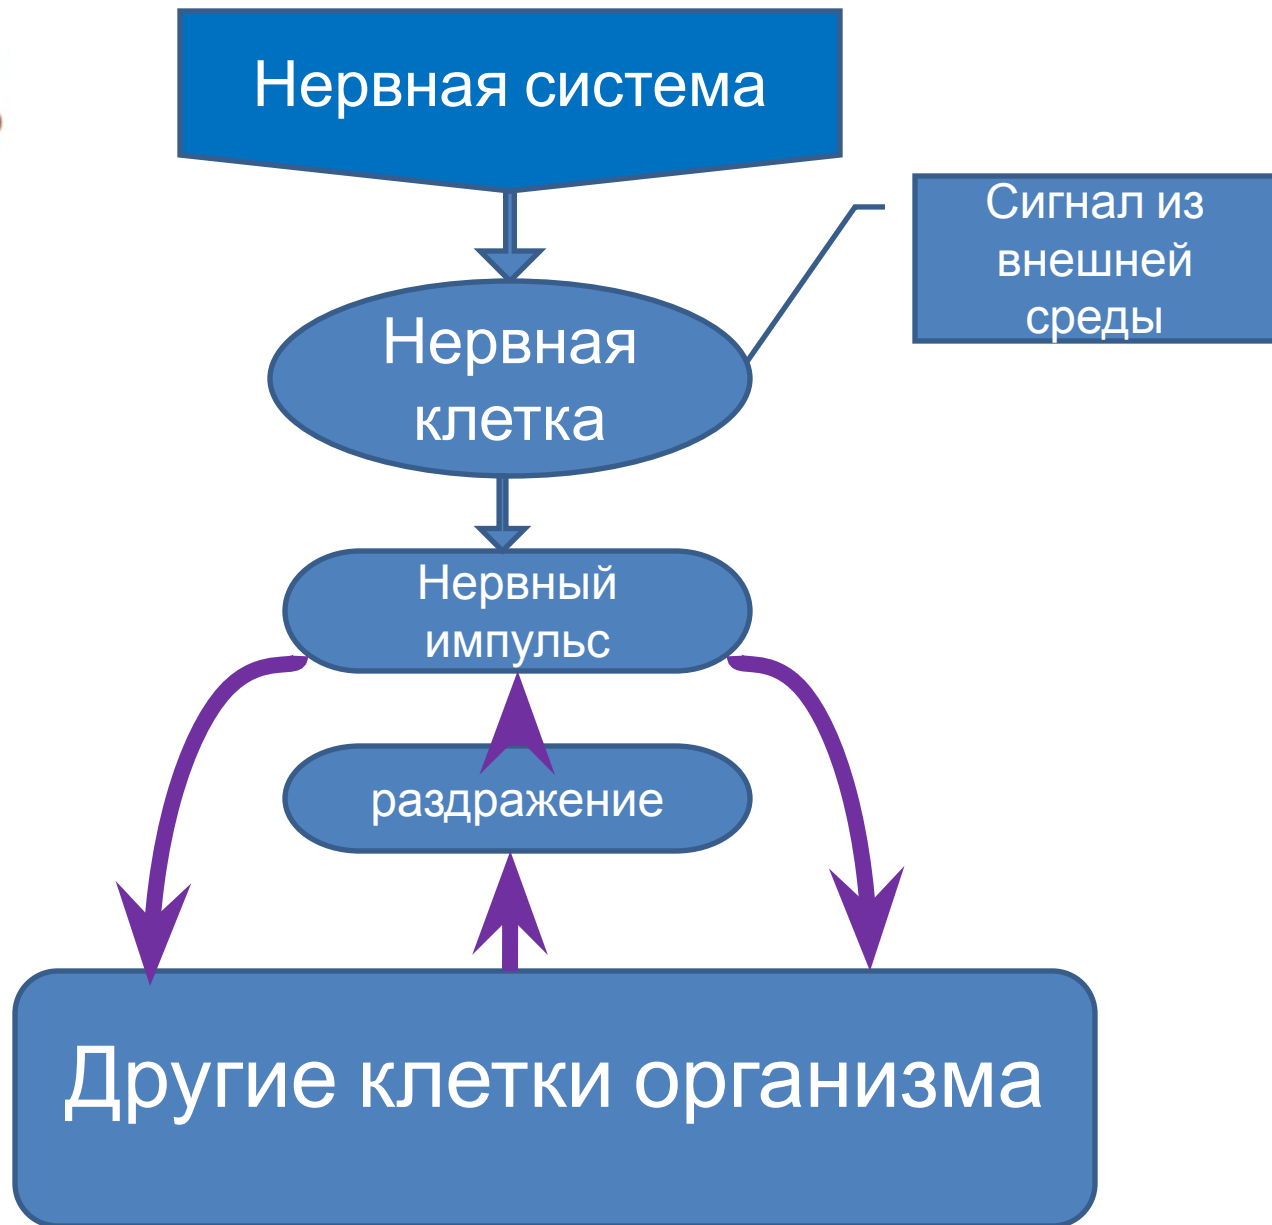 Нервная система
Сигнал из
внешней
среды
Нервная
клетка
Нервный
импульс
раздражение
Другие клетки организма